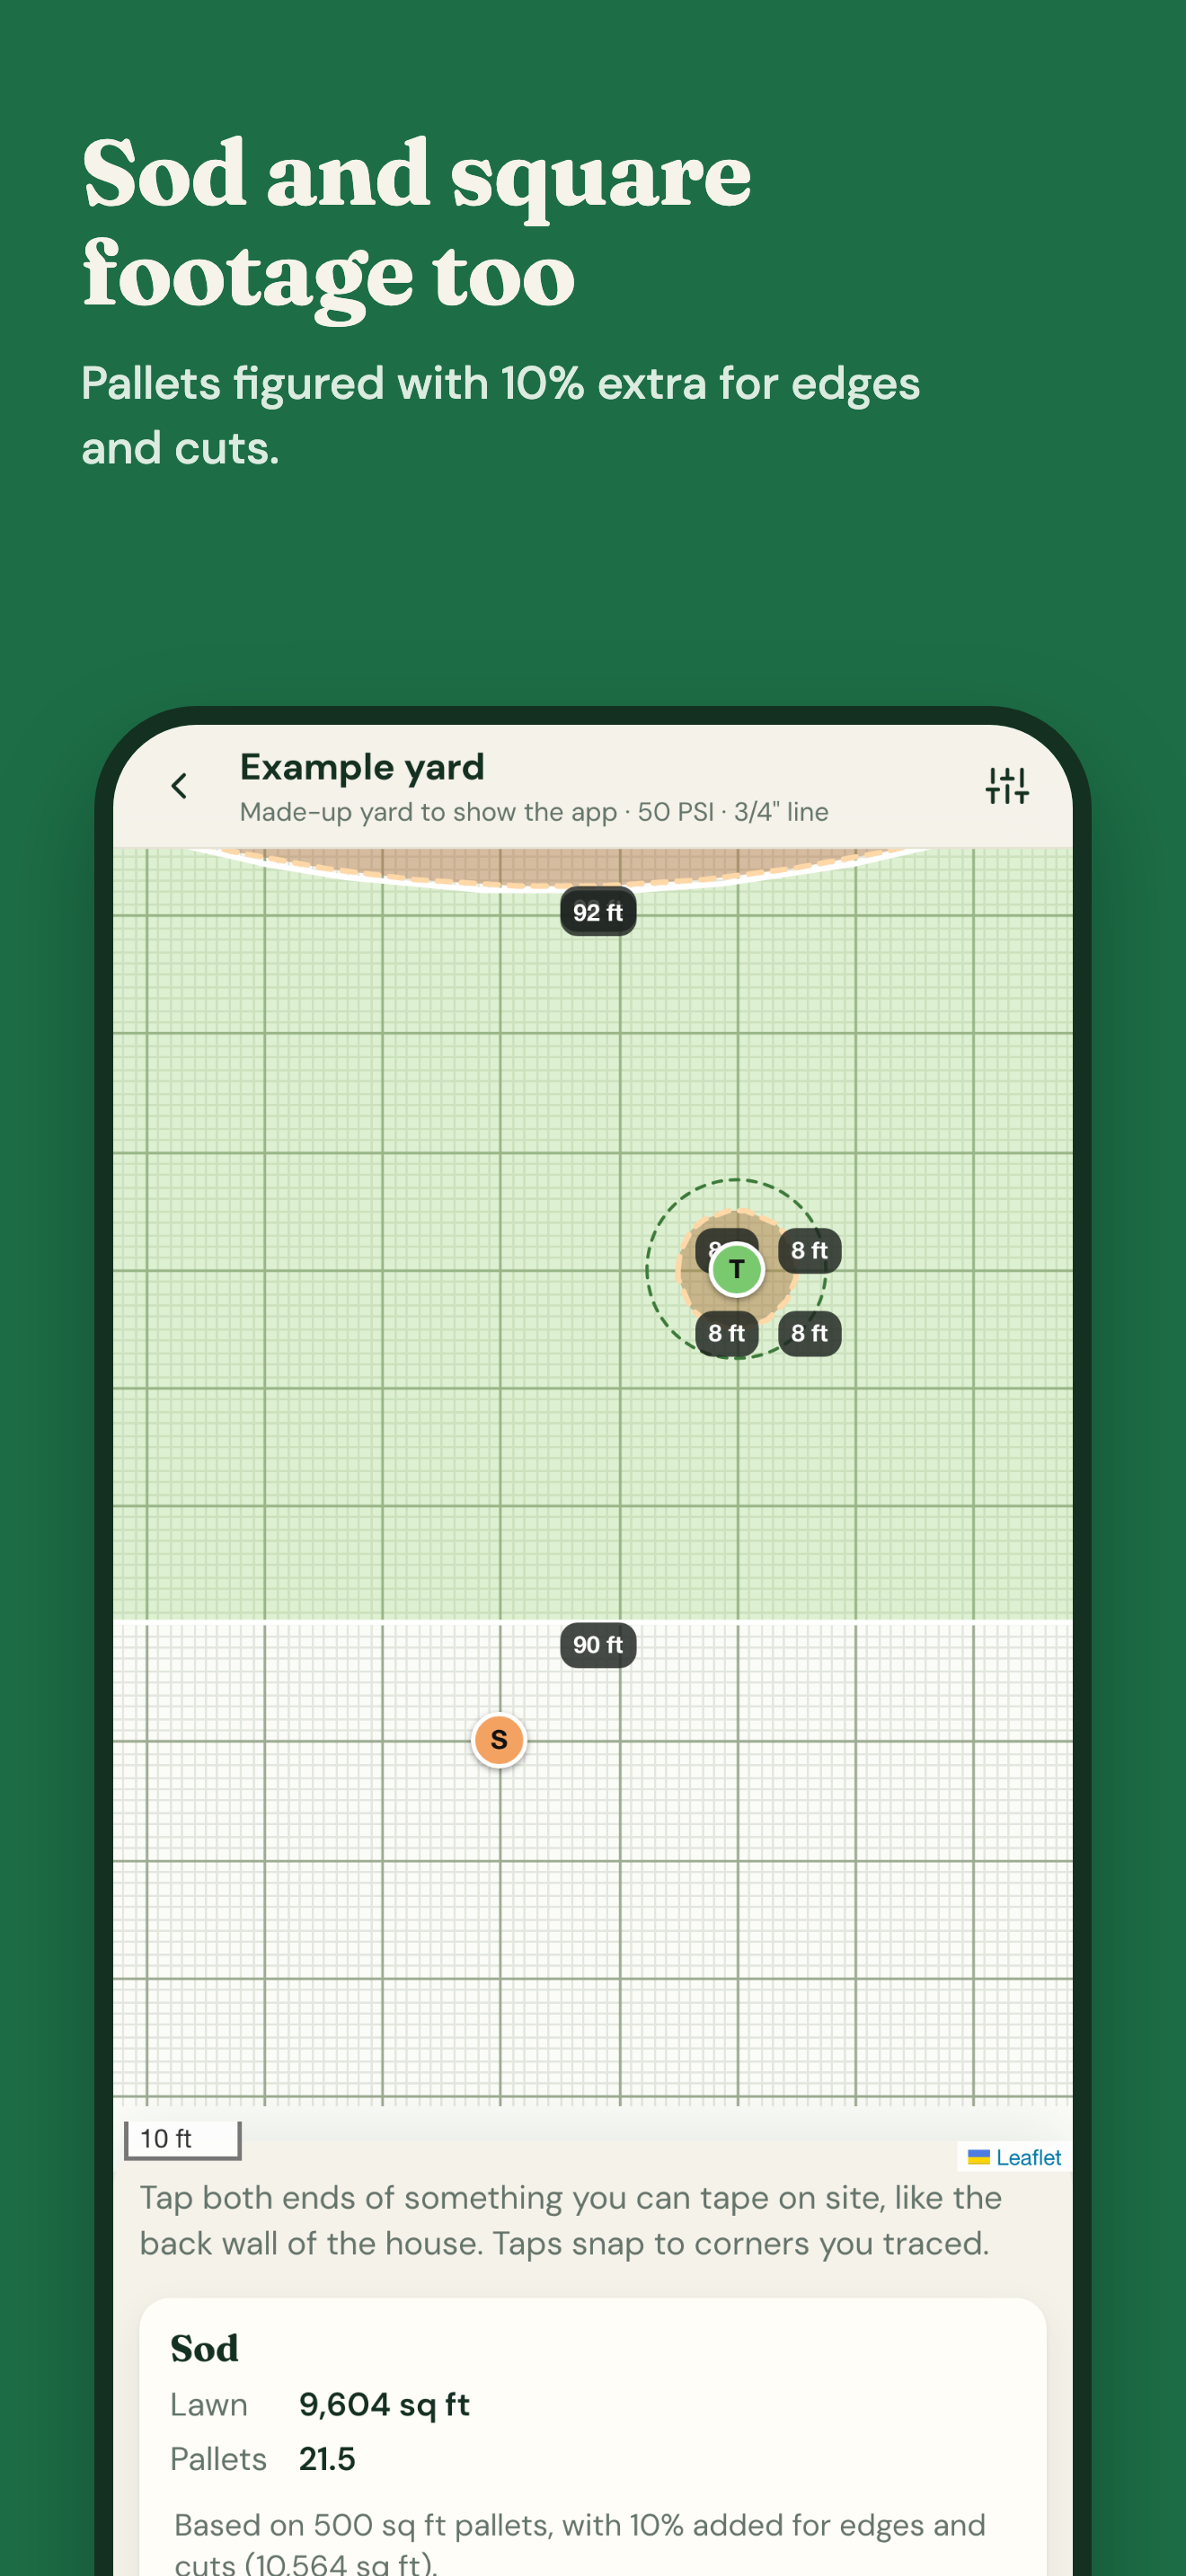 Sod and square
footage too
Pallets figured with 10% extra for edges
and cuts.
Example yard
Made-up yard to show the app · 50 PSI · 3/4" line
92 ft
8 ft
T
8 ft
8 ft
90 ft
S
10 ft
Leaflet
Tap both ends of something you can tape on site, like the
back wall of the house. Taps snap to corners you traced.
Sod
Lawn 9,604 sq ft
Pallets 21.5
Based on 500 sq ft pallets, with 10% added for edges and
cuts (10,564 sq ft).